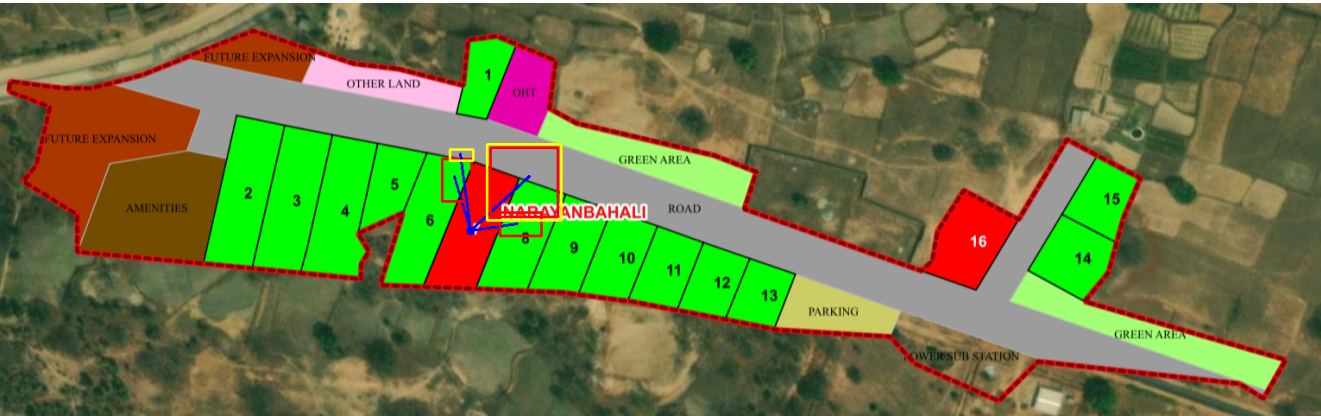 FUTURE EXPANSION
1
OTHER LAND
OHT
FUTURE EXPANSION
GREEN AREA
AMENITIES
2
3
4
5
6
NARAYANBAHALI
ROAD
8
9
10
11
12
13
PARKING
16
15
14
GREEN AREA
POWER SUB STATION